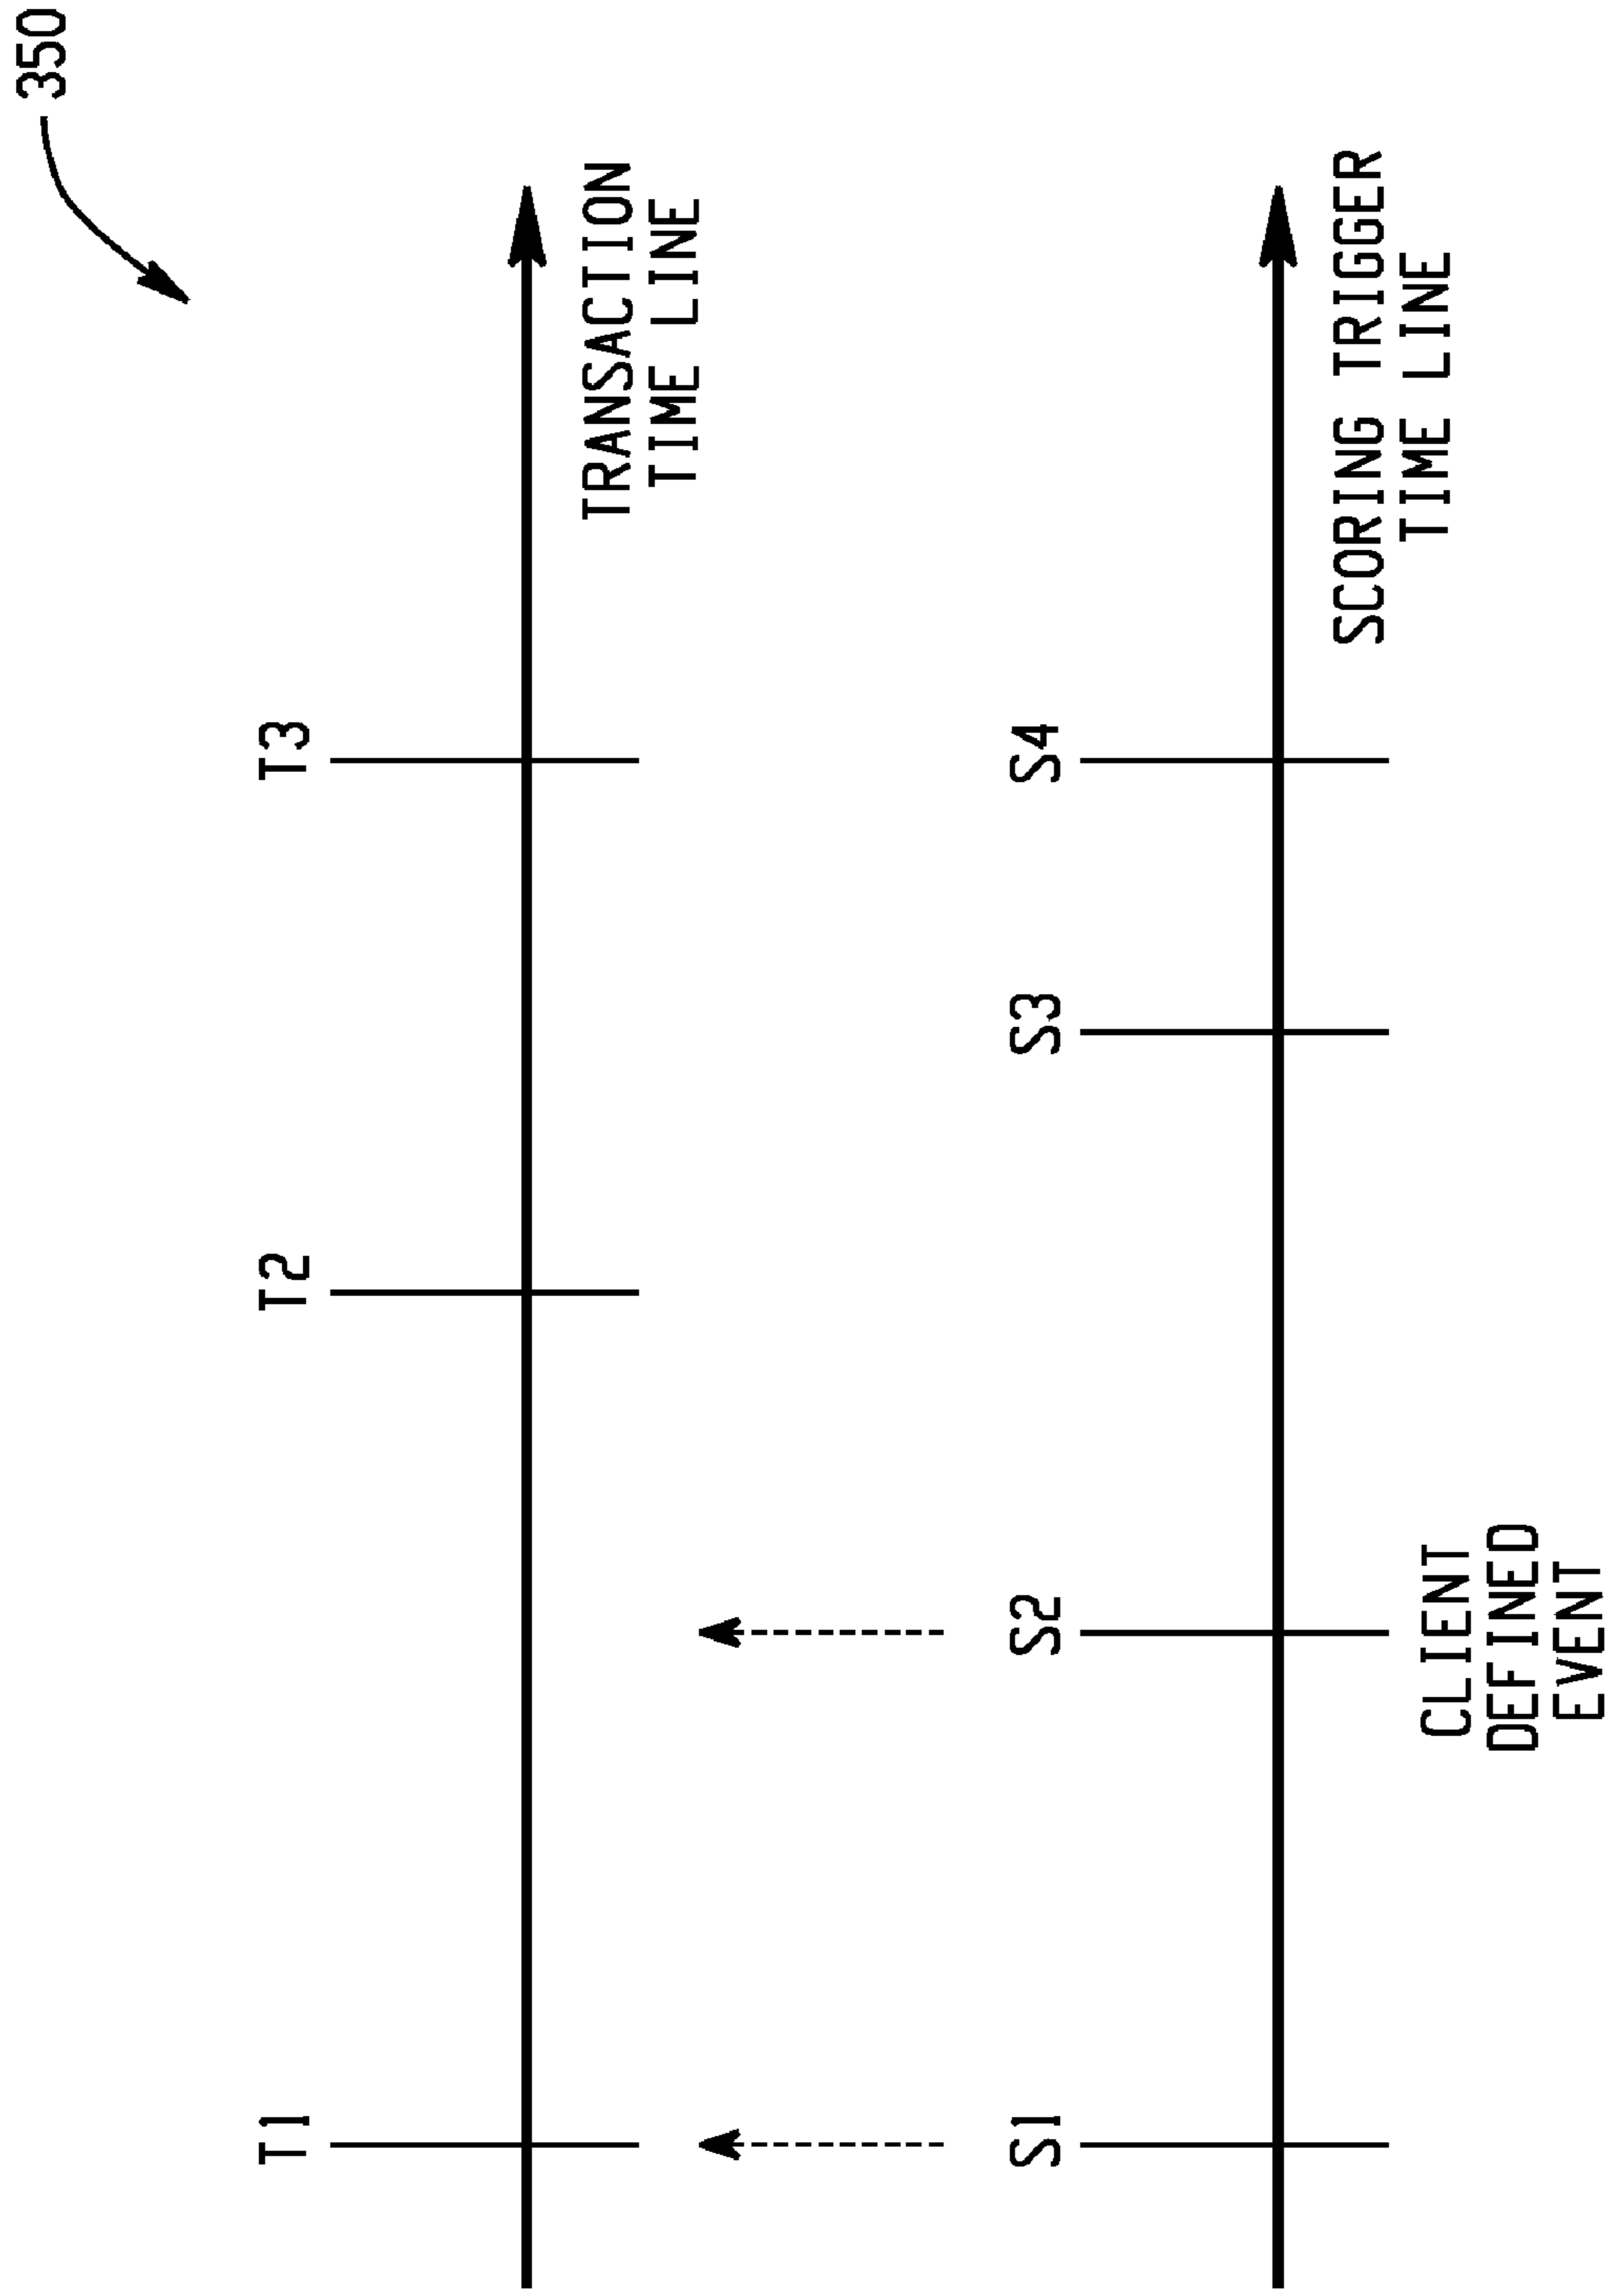 350
T1
T2
T3
TRANSACTION
TIME LINE
S1
S2
S3
S4
SCORING TRIGGER
TIME LINE
CLIENT
DEFINED
EVENT